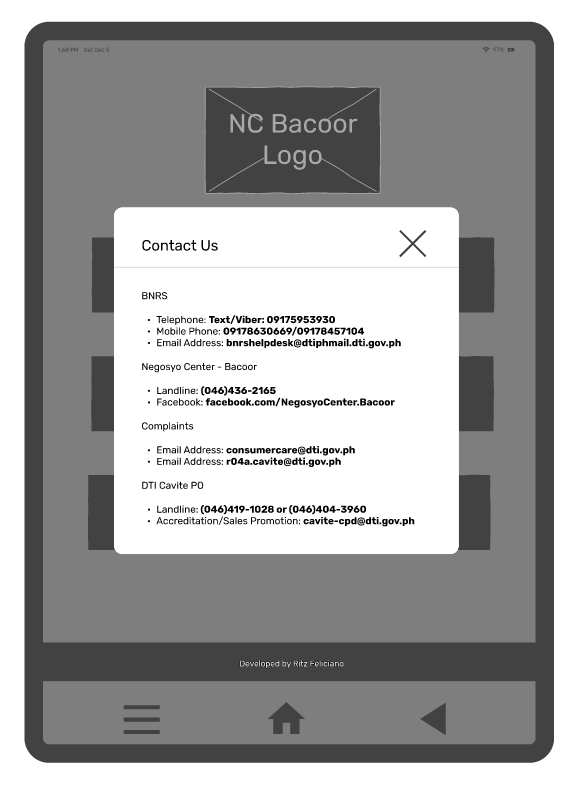 1:48 PM Sat Dec 5
97%
NC Bacoor
Logo
Contact Us
BNRS
• Telephone: Text/Viber: 09175953930
• Mobile Phone: 09178630669/09178457104
• Email Address: bnrshelpdesk@dtiphmail.dti.gov.ph
Negosyo Center - Bacoor
• Landline: (046)436-2165
• Facebook: facebook.com/NegosyoCenter.Bacoor
Complaints
• Email Address: consumercare@dti.gov.ph
• Email Address: r04a.cavite@dti.gov.ph
DTI Cavite PO
• Landline: (046)419-1028 or (046)404-3960
• Accreditation/Sales Promotion: cavite-cpd@dti.gov.ph
Developed by Ritz Feliciano